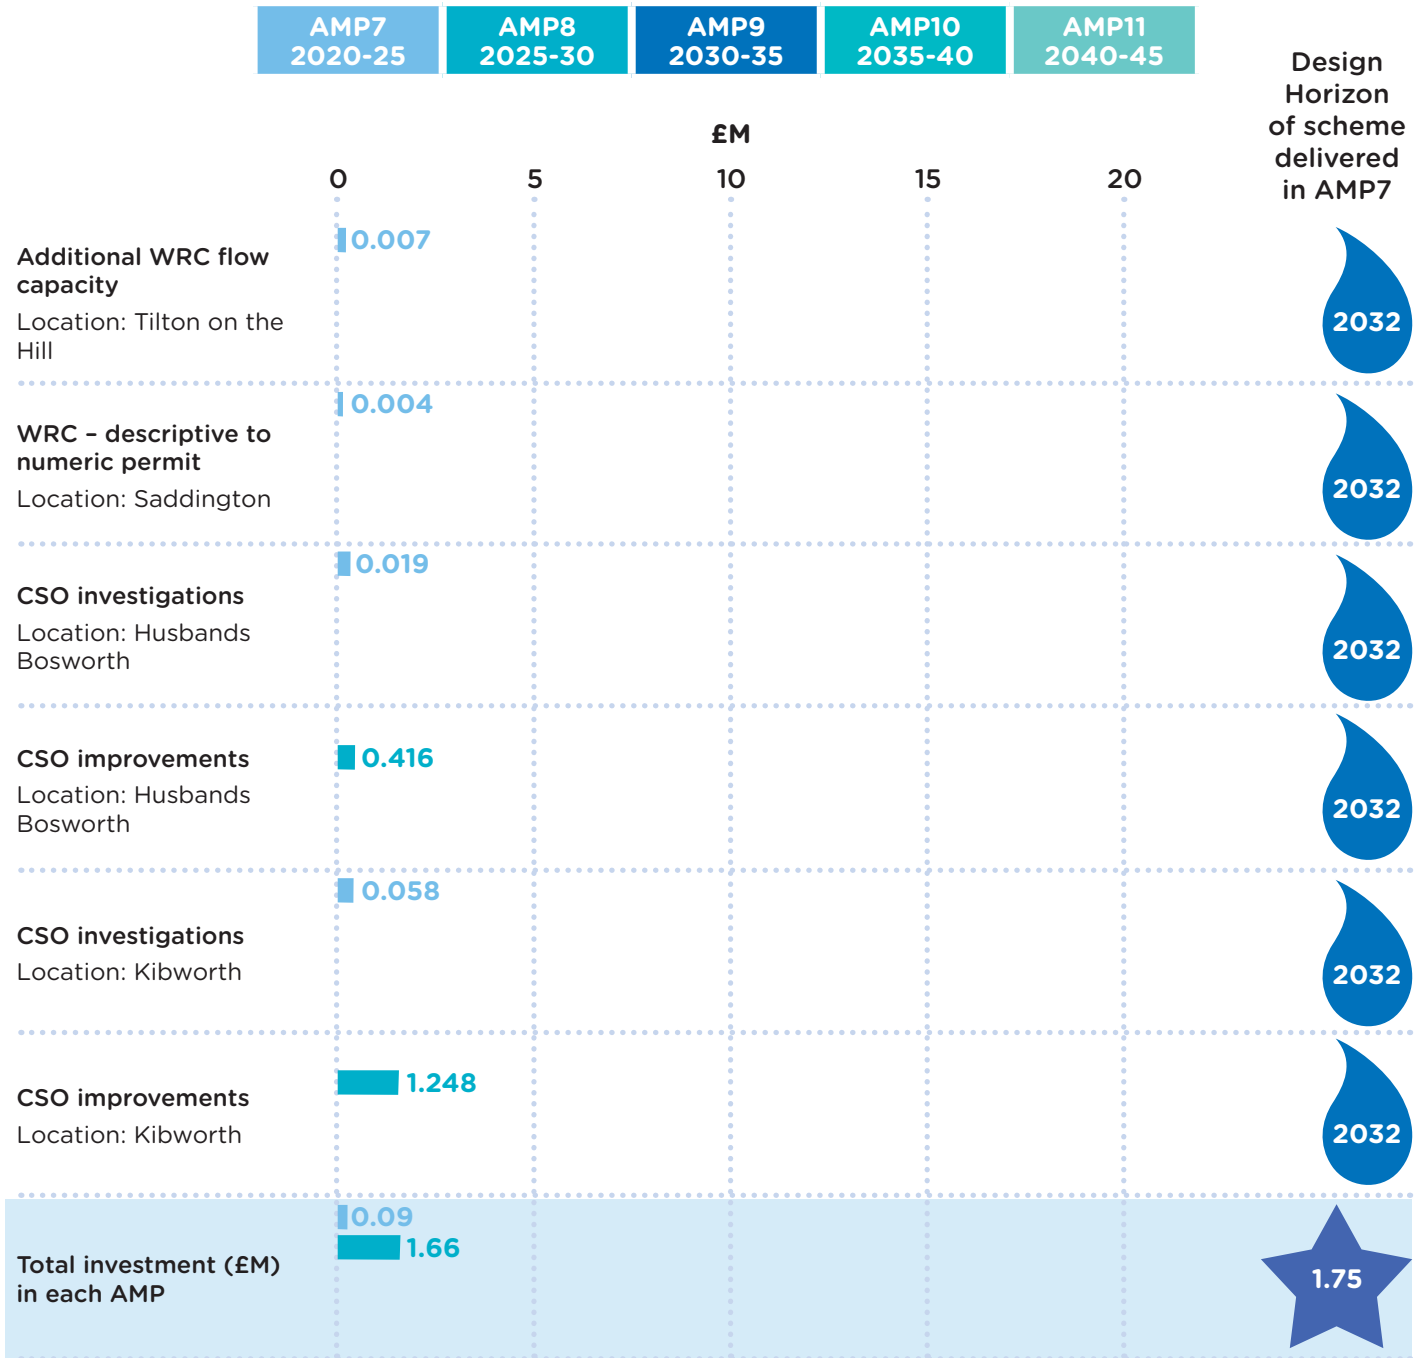 AMP7
2020-25
AMP8
2025-30
AMP9
2030-35
AMP10
2035-40
AMP11
2040-45
Design
Horizon
of scheme
delivered
in AMP7
£M
0 5 10 15 20
Additional WRC flow
capacity
Location: Tilton on the
Hill
0.007
2032
WRC – descriptive to
numeric permit
Location: Saddington
0.004
2032
CSO investigations
Location: Husbands
Bosworth
0.019
2032
CSO improvements
Location: Husbands
Bosworth
0.416
2032
CSO investigations
Location: Kibworth
0.058
2032
CSO improvements
Location: Kibworth
1.248
2032
Total investment (£M)
in each AMP
0.09
1.66
1.75